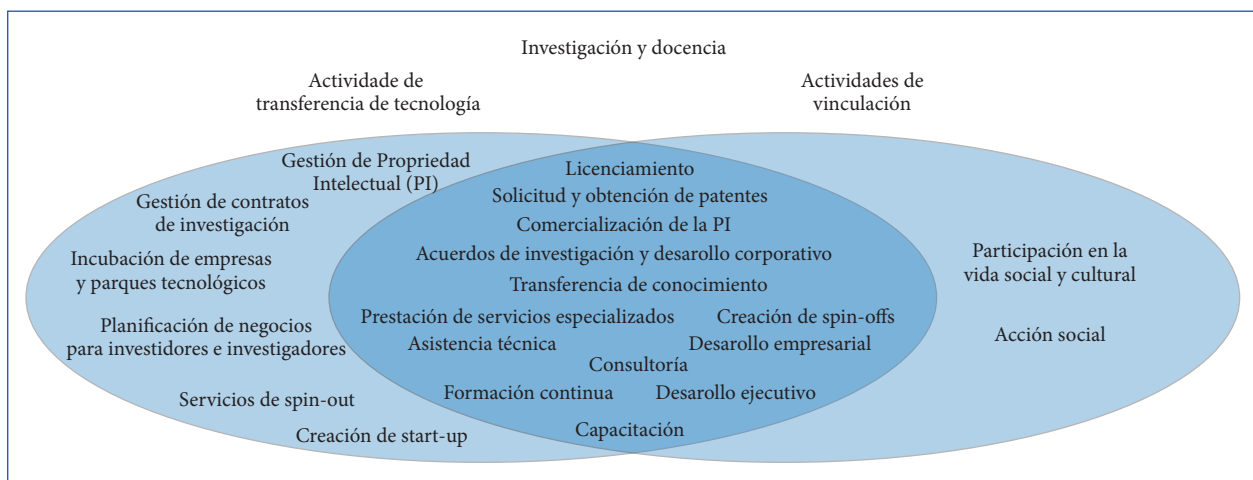 Investigación y docencia
Actividade de
transferencia de tecnología
Actividades de
vinculación
Gestión de Propriedad
Intelectual (PI)
Gestión de contratos
de investigación
Incubación de empresas
y parques tecnológicos
Planificación de negocios
para investidores e investigadores
Servicios de spin-out
Creación de start-up
Licenciamiento
Solicitud y obtención de patentes
Comercialización de la PI
Acuerdos de investigación y desarollo corporativo
Transferencia de conocimiento
Prestación de servicios especializados
Creación de spin-offs
Asistencia técnica
Desarollo empresarial
Consultoría
Formación continua
Desarollo ejecutivo
Capacitación
Participación en la
vida social y cultural
Acción social